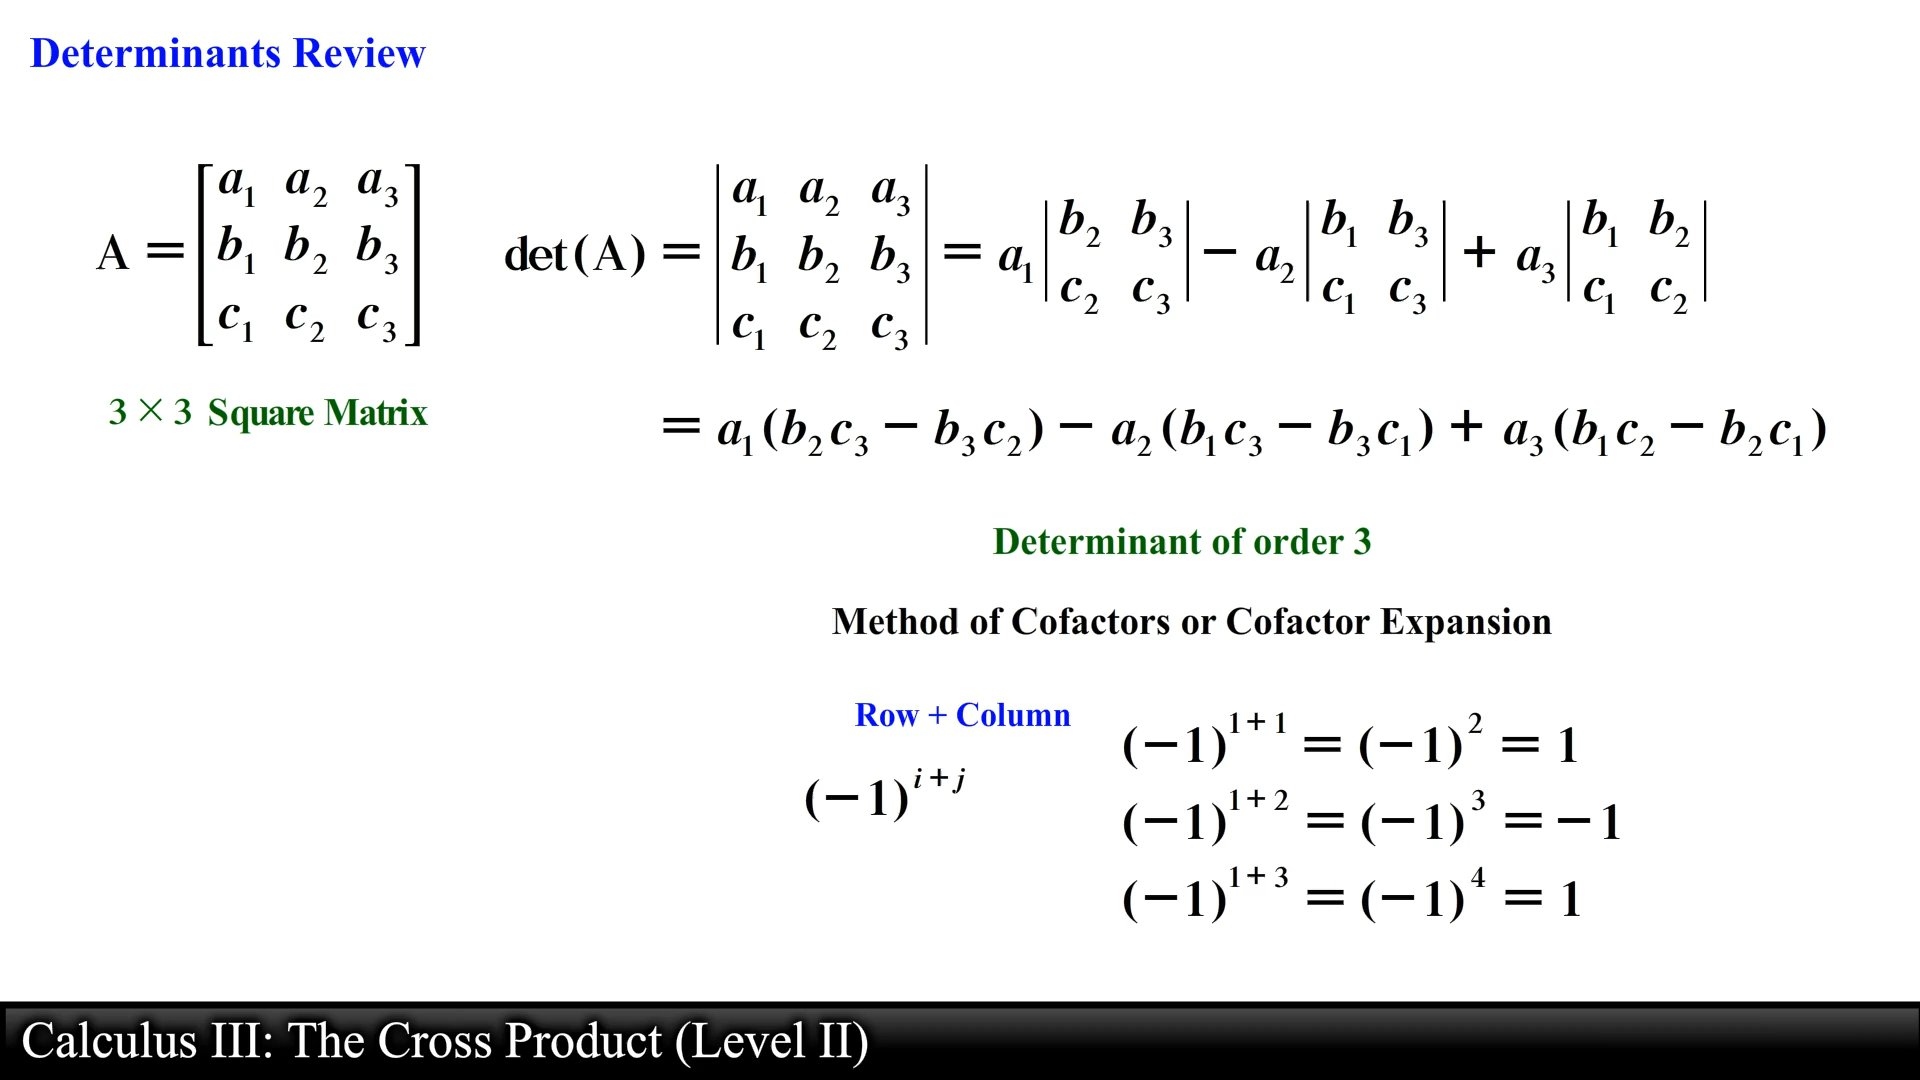 Determinants Review
A = [a₁ a₂ a₃
b₁ b₂ b₃
c₁ c₂ c₃]
det(A) = |a₁ a₂ a₃
b₁ b₂ b₃
c₁ c₂ c₃| = a₁ |b₂ b₃
c₂ c₃| − a₂ |b₁ b₃
c₁ c₃| + a₃ |b₁ b₂
c₁ c₂|
3 × 3 Square Matrix
= a₁(b₂c₃ − b₃c₂) − a₂(b₁c₃ − b₃c₁) + a₃(b₁c₂ − b₂c₁)
Determinant of order 3
Method of Cofactors or Cofactor Expansion
Row + Column
(−1)^{i+j}
(−1)^{1+1} = (−1)^2 = 1
(−1)^{1+2} = (−1)^3 = −1
(−1)^{1+3} = (−1)^4 = 1
Calculus III: The Cross Product (Level II)